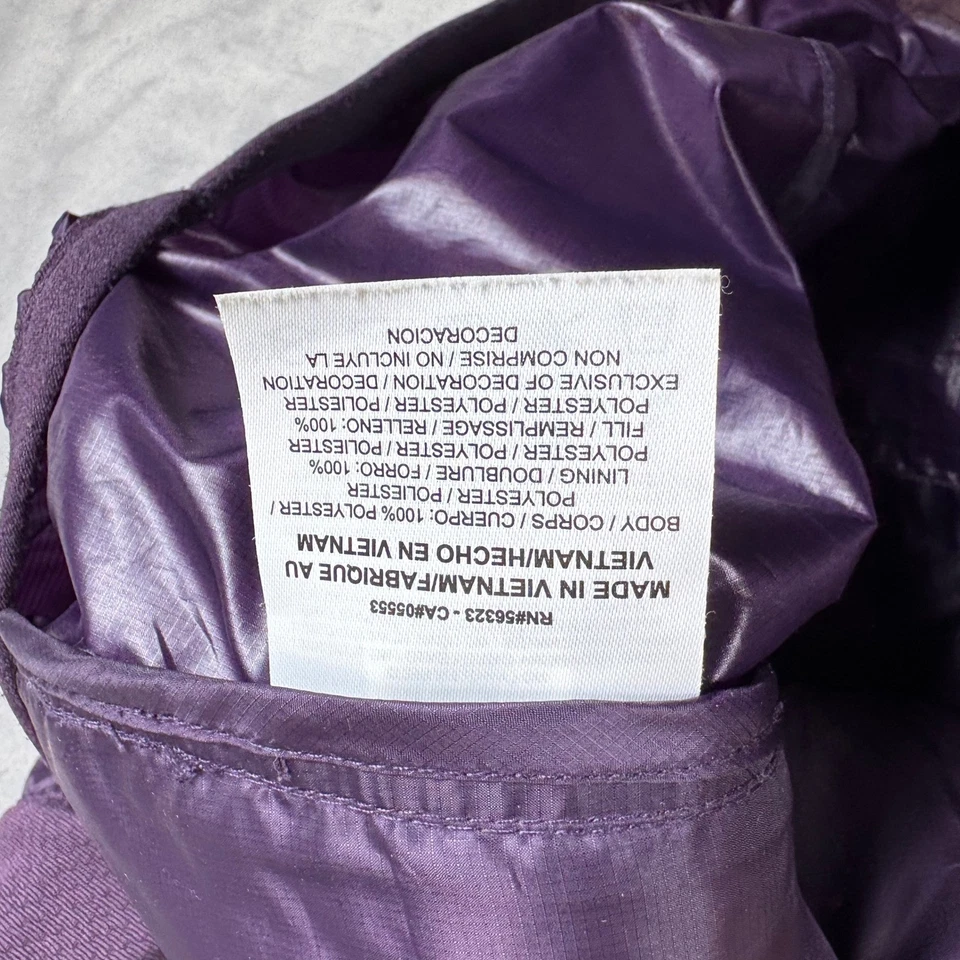 RN#56323 - CA#05553
MADE IN VIETNAM/FABRIQUE AU
VIETNAM/HECHO EN VIETNAM
BODY / CORPS / CUERPO: 100% POLYESTER /
POLYESTER / POLIESTER
LINING / DOUBLURE / FORRO: 100%
POLYESTER / POLYESTER / POLIESTER
FILL / REMPLISSAGE / RELLENO: 100%
POLYESTER / POLYESTER / POLIESTER
EXCLUSIVE OF DECORATION / DECORATION
NON COMPRISE / NO INCLUYE LA
DECORACION